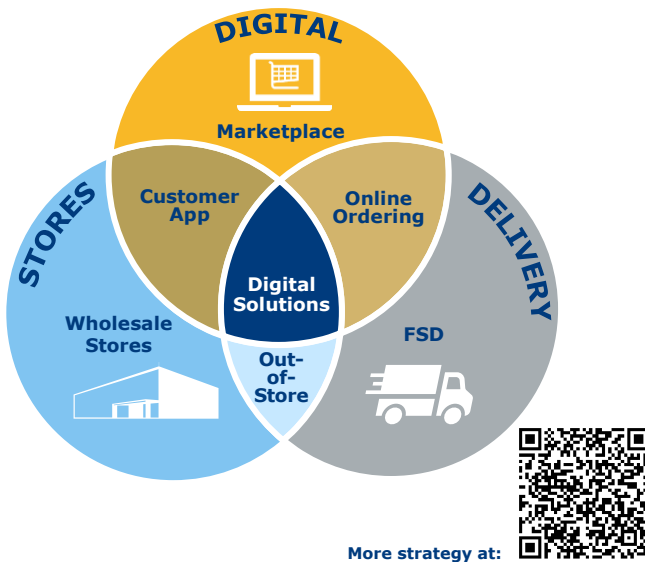 DIGITAL
Marketplace
STORES
Customer
App
Online
Ordering
DELIVERY
Digital
Solutions
Wholesale
Stores
FSD
Out-
of-
Store
More strategy at: